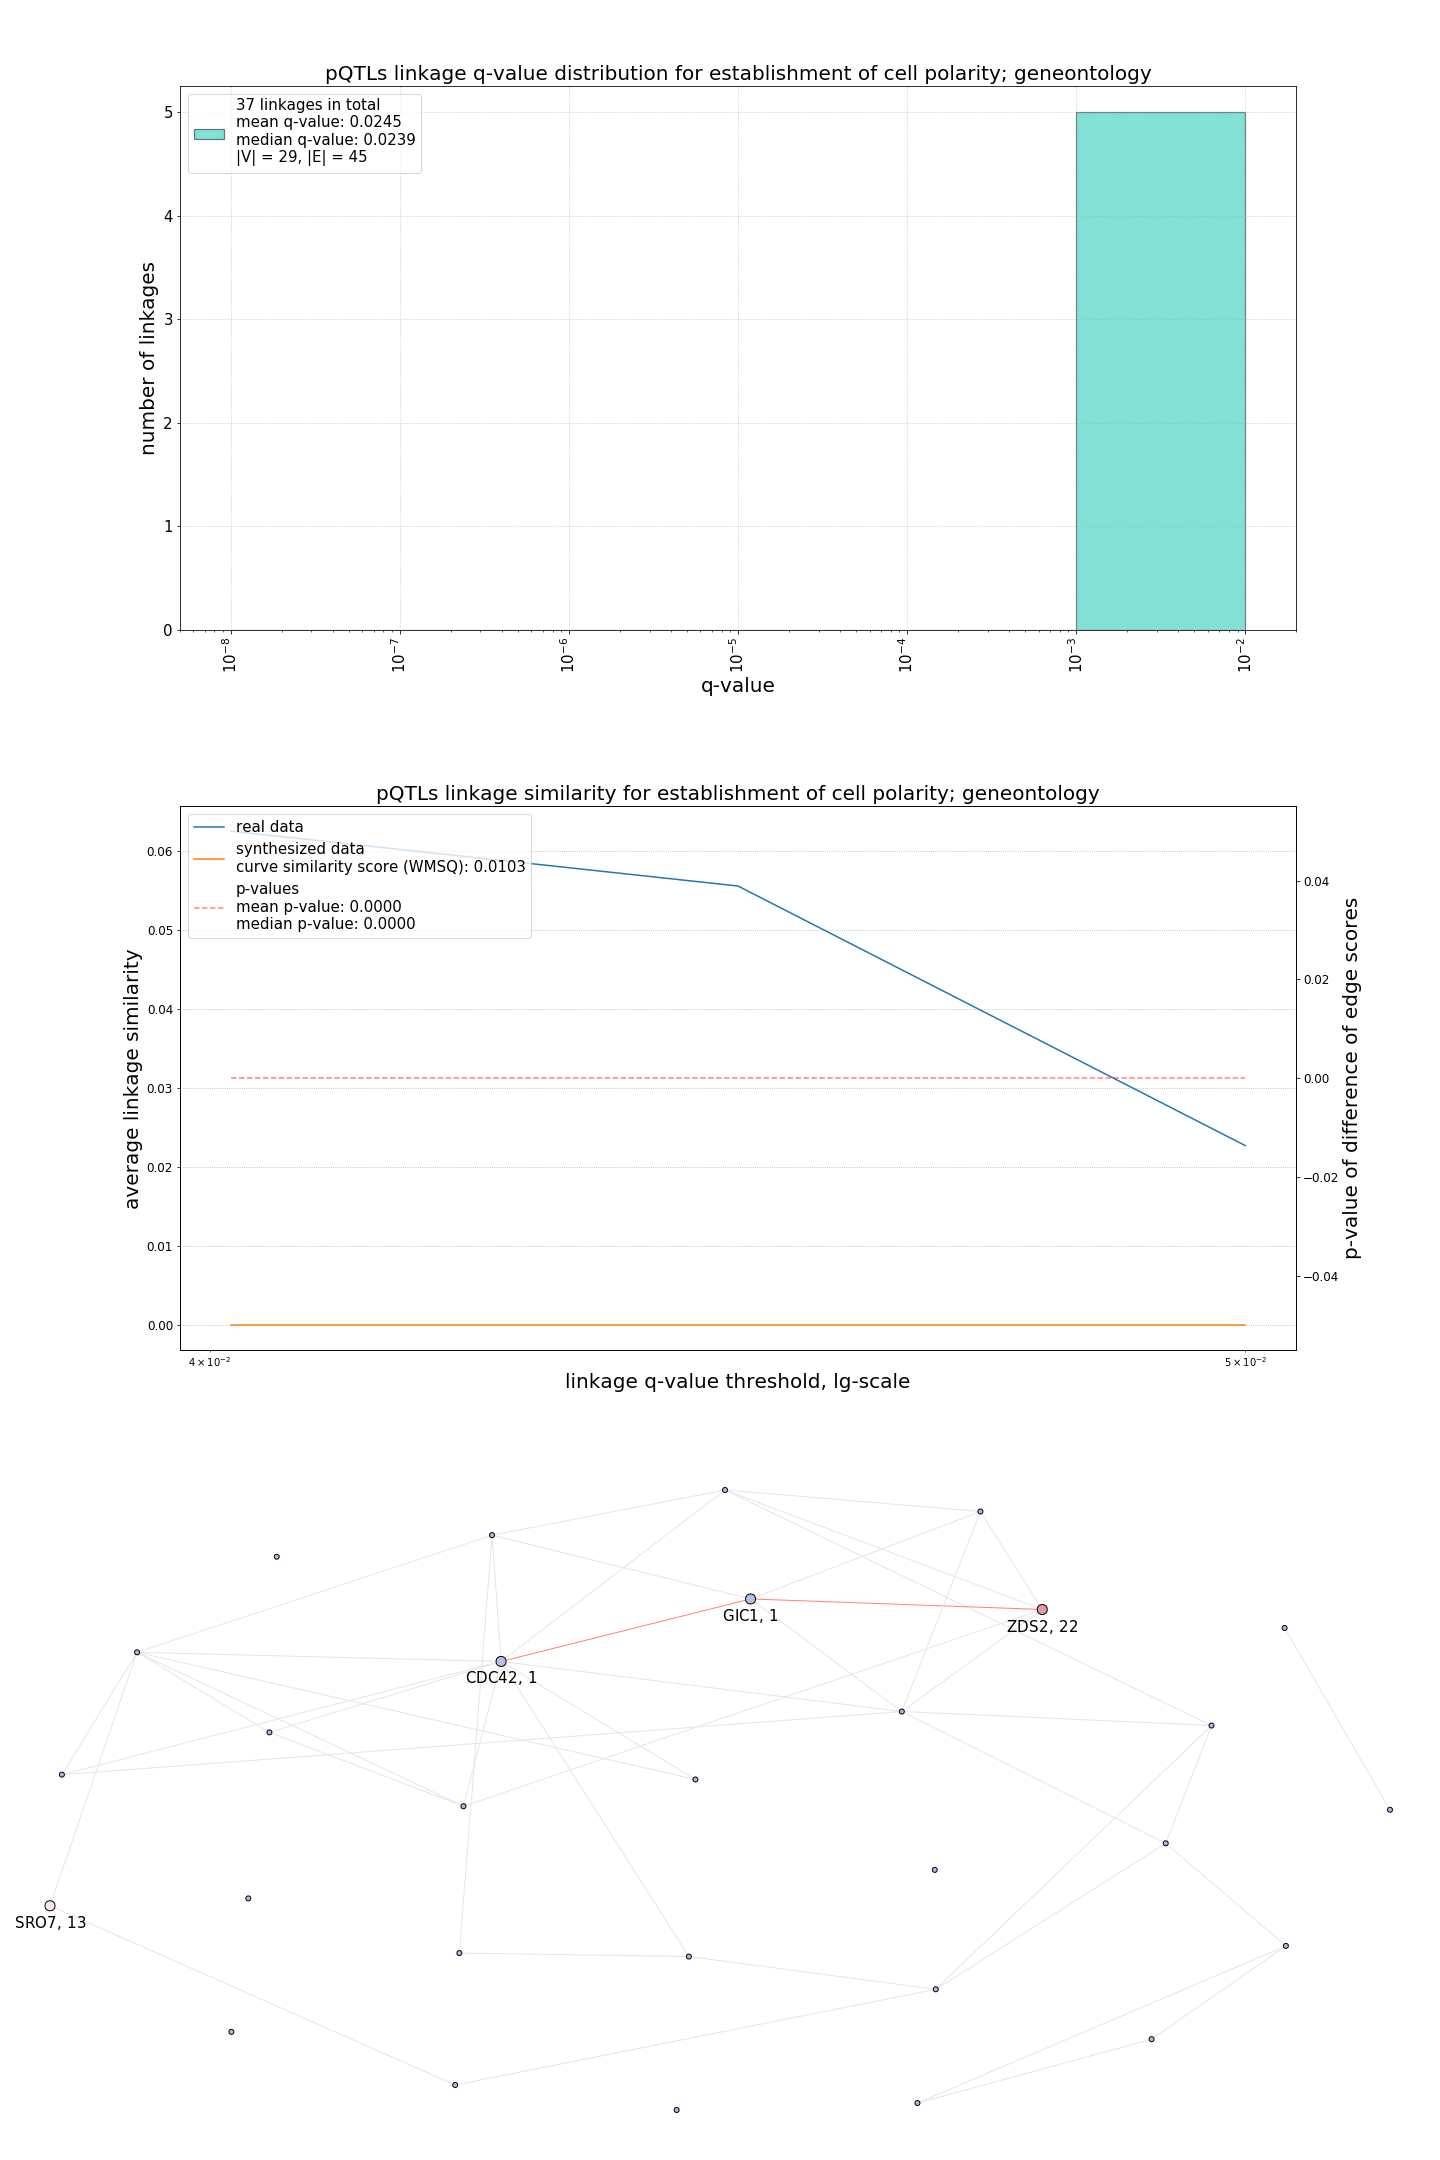 pQTLs linkage q-value distribution for establishment of cell polarity; geneontology
37 linkages in total
mean q-value: 0.0245
median q-value: 0.0239
|V| = 29, |E| = 45
number of linkages
5
4
3
2
1
0
10⁻⁸
10⁻⁷
10⁻⁶
10⁻⁵
10⁻⁴
10⁻³
10⁻²
q-value
pQTLs linkage similarity for establishment of cell polarity; geneontology
real data
synthesized data
curve similarity score (WMSQ): 0.0103
p-values
mean p-value: 0.0000
median p-value: 0.0000
average linkage similarity
0.06
0.05
0.04
0.03
0.02
0.01
0.00
0.04
0.02
0.00
−0.02
−0.04
p-value of difference of edge scores
4 × 10⁻²
5 × 10⁻²
linkage q-value threshold, lg-scale
GIC1, 1
ZDS2, 22
CDC42, 1
SRO7, 13